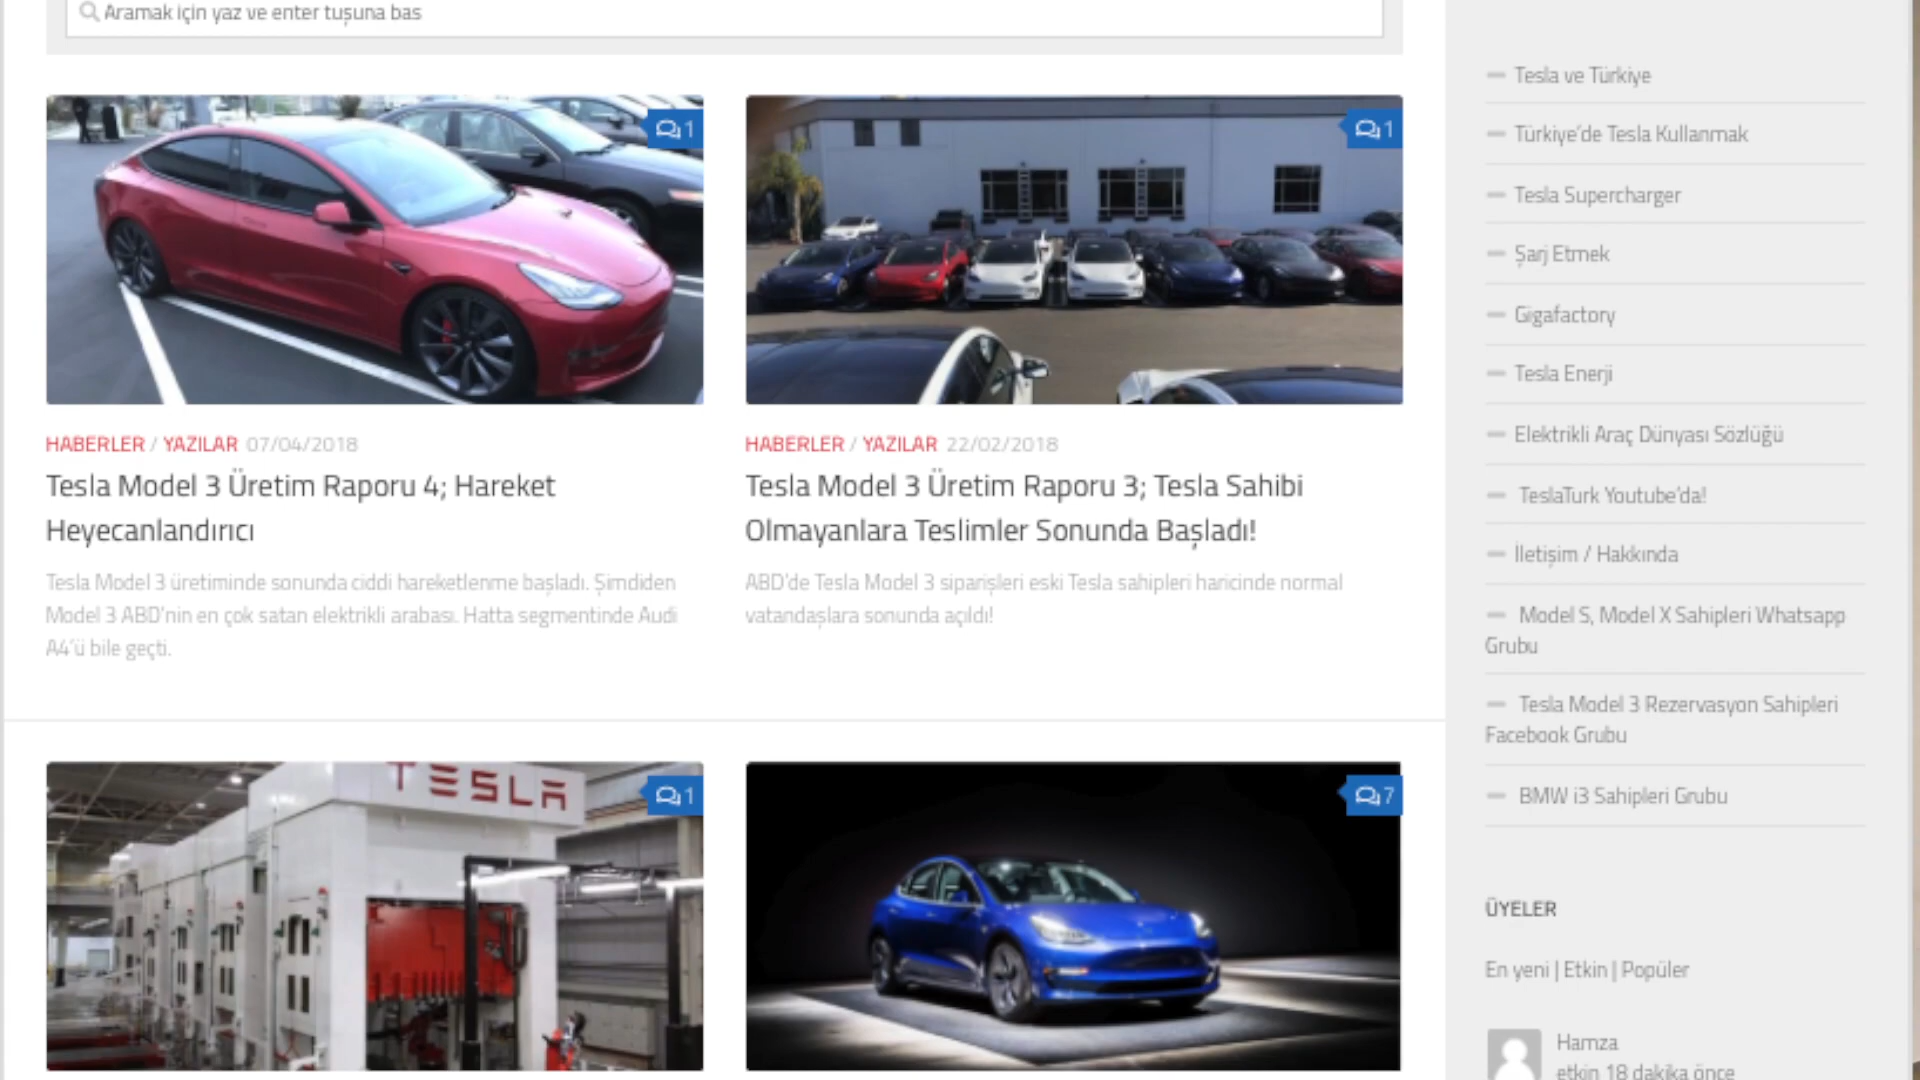 Aramak için yaz ve enter tuşuna bas
1
1
HABERLER / YAZILAR 07/04/2018
Tesla Model 3 Üretim Raporu 4; Hareket
Heyecanlandırıcı
Tesla Model 3 üretiminde sonunda ciddi hareketlenme başladı. Şimdiden
Model 3 ABD'nin en çok satan elektrikli arabası. Hatta segmentinde Audi
A4'ü bile geçti.
HABERLER / YAZILAR 22/02/2018
Tesla Model 3 Üretim Raporu 3; Tesla Sahibi
Olmayanlara Teslimler Sonunda Başladı!
ABD'de Tesla Model 3 siparişleri eski Tesla sahipleri haricinde normal
vatandaşlara sonunda açıldı!
TESLA
1
7
Tesla ve Türkiye
Türkiye'de Tesla Kullanmak
Tesla Supercharger
Şarj Etmek
Gigafactory
Tesla Enerji
Elektrikli Araç Dünyası Sözlüğü
TeslaTurk Youtube'da!
İletişim / Hakkında
Model S, Model X Sahipleri Whatsapp
Grubu
Tesla Model 3 Rezervasyon Sahipleri
Facebook Grubu
BMW i3 Sahipleri Grubu
ÜYELER
En yeni | Etkin | Popüler
Hamza
etkin 18 dakika önce